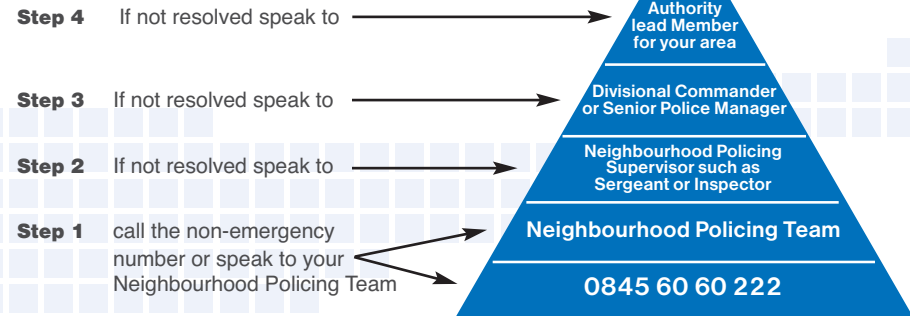 Step 4 If not resolved speak to
Authority
lead Member
for your area
Step 3 If not resolved speak to
Divisional Commander
or Senior Police Manager
Step 2 If not resolved speak to
Neighbourhood Policing
Supervisor such as
Sergeant or Inspector
Step 1 call the non-emergency
number or speak to your
Neighbourhood Policing Team
Neighbourhood Policing Team
0845 60 60 222